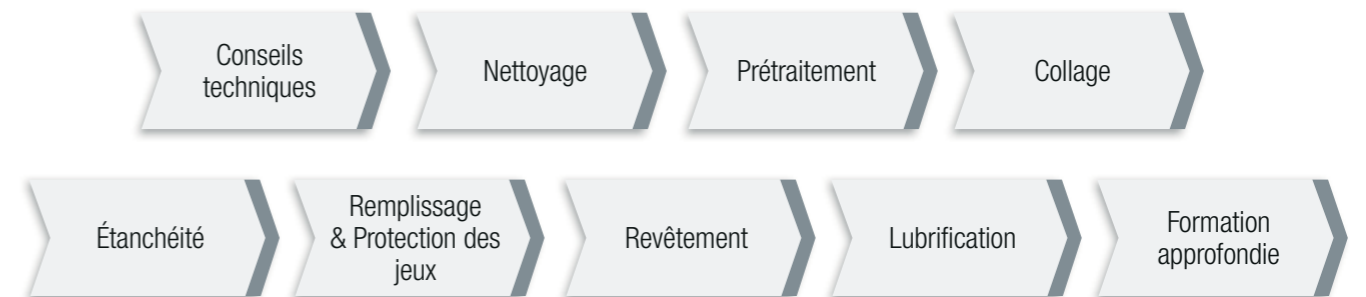 Conseils
techniques
Nettoyage
Prétraitement
Collage
Étanchéité
Remplissage
& Protection des
jeux
Revêtement
Lubrification
Formation
approfondie